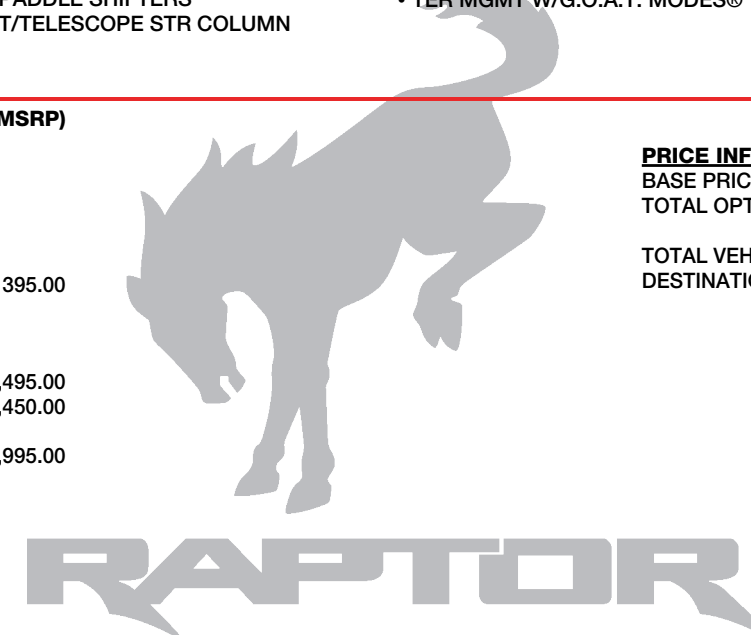 PADDLE SHIFTERS
T/TELESCOPE STR COLUMN
• TER MGMT W/G.O.A.T. MODES®
MSRP)
395.00
,495.00
,450.00
,995.00
PRICE INF
BASE PRIC
TOTAL OPT
TOTAL VEH
DESTINATIO
RAPTOR